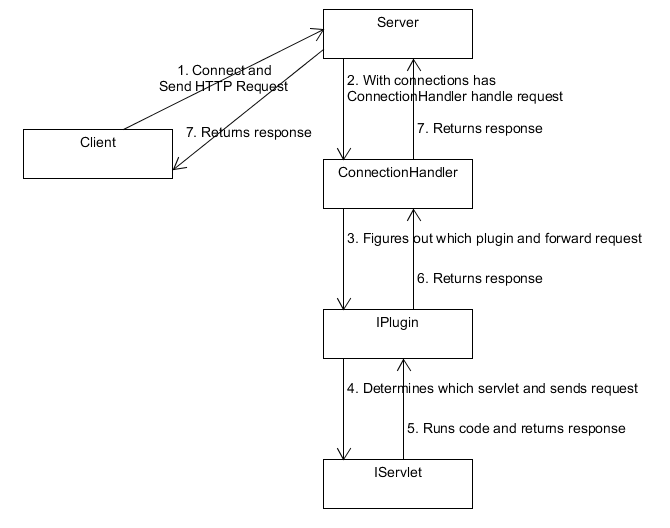 Server
1. Connect and
Send HTTP Request
2. With connections has
ConnectionHandler handle request
7. Returns response
7. Returns response
Client
ConnectionHandler
3. Figures out which plugin and forward request
6. Returns response
IPlugin
4. Determines which servlet and sends request
5. Runs code and returns response
IServlet